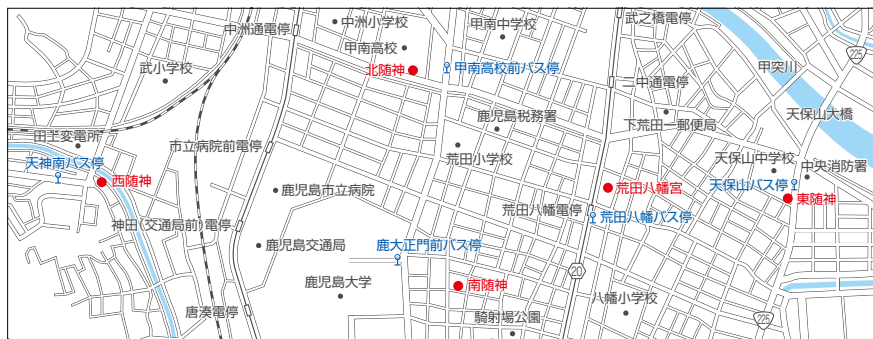 中洲通電停
中洲小学校
甲南中学校
武之橋電停
甲南高校
225
武小学校
北随神
甲南高校前バス停
甲突川
二中通電停
鹿児島税務署
下荒田一郵便局
天保山大橋
田上変電所
市立病院前電停
荒田小学校
天神南バス停
天保山中学校
中央消防署
西随神
鹿児島市立病院
荒田八幡宮
天保山バス停
東随神
神田(交通局前)電停
荒田八幡電停
荒田八幡バス停
鹿児島交通局
鹿大正門前バス停
20
鹿児島大学
南随神
八幡小学校
唐湊電停
騎射場公園
225